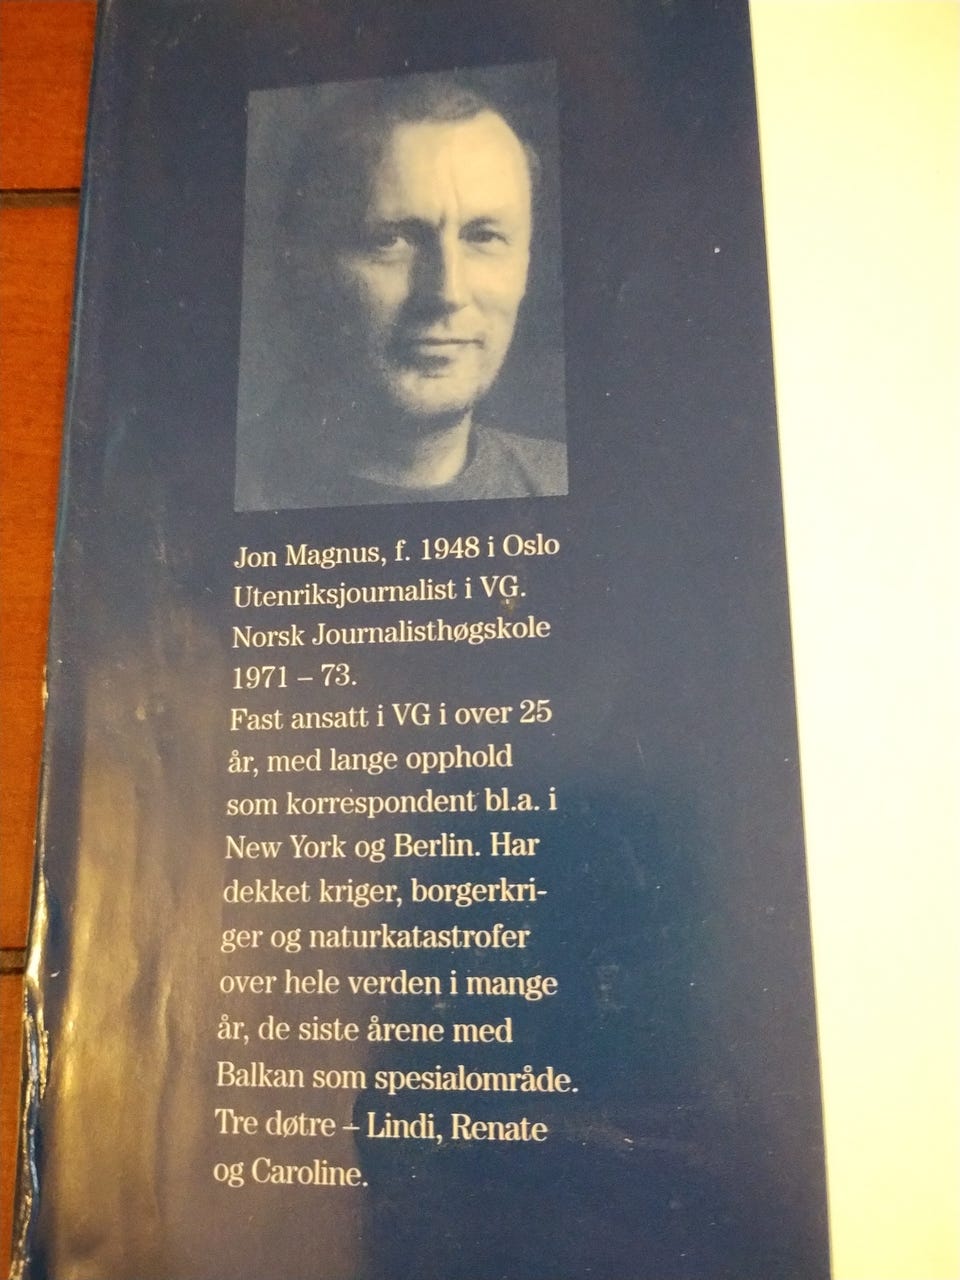 Jon Magnus, f. 1948 i Oslo
Utenriksjournalist i VG.
Norsk Journalisthøgskole
1971 – 73.
Fast ansatt i VG i over 25
år, med lange opphold
som korrespondent bl.a. i
New York og Berlin. Har
dekket kriger, borgerkri-
ger og naturkatastrofer
over hele verden i mange
år, de siste årene med
Balkan som spesialområde.
Tre døtre – Lindi, Renate
og Caroline.